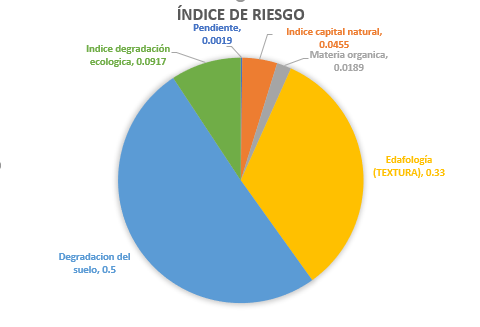 ÍNDICE DE RIESGO
Pendiente,
0.0019
Indice capital natural,
0.0455
Materia organica,
0.0189
Edafología
(TEXTURA), 0.33
Degradacion del
suelo, 0.5
Indice degradación
ecologica, 0.0917